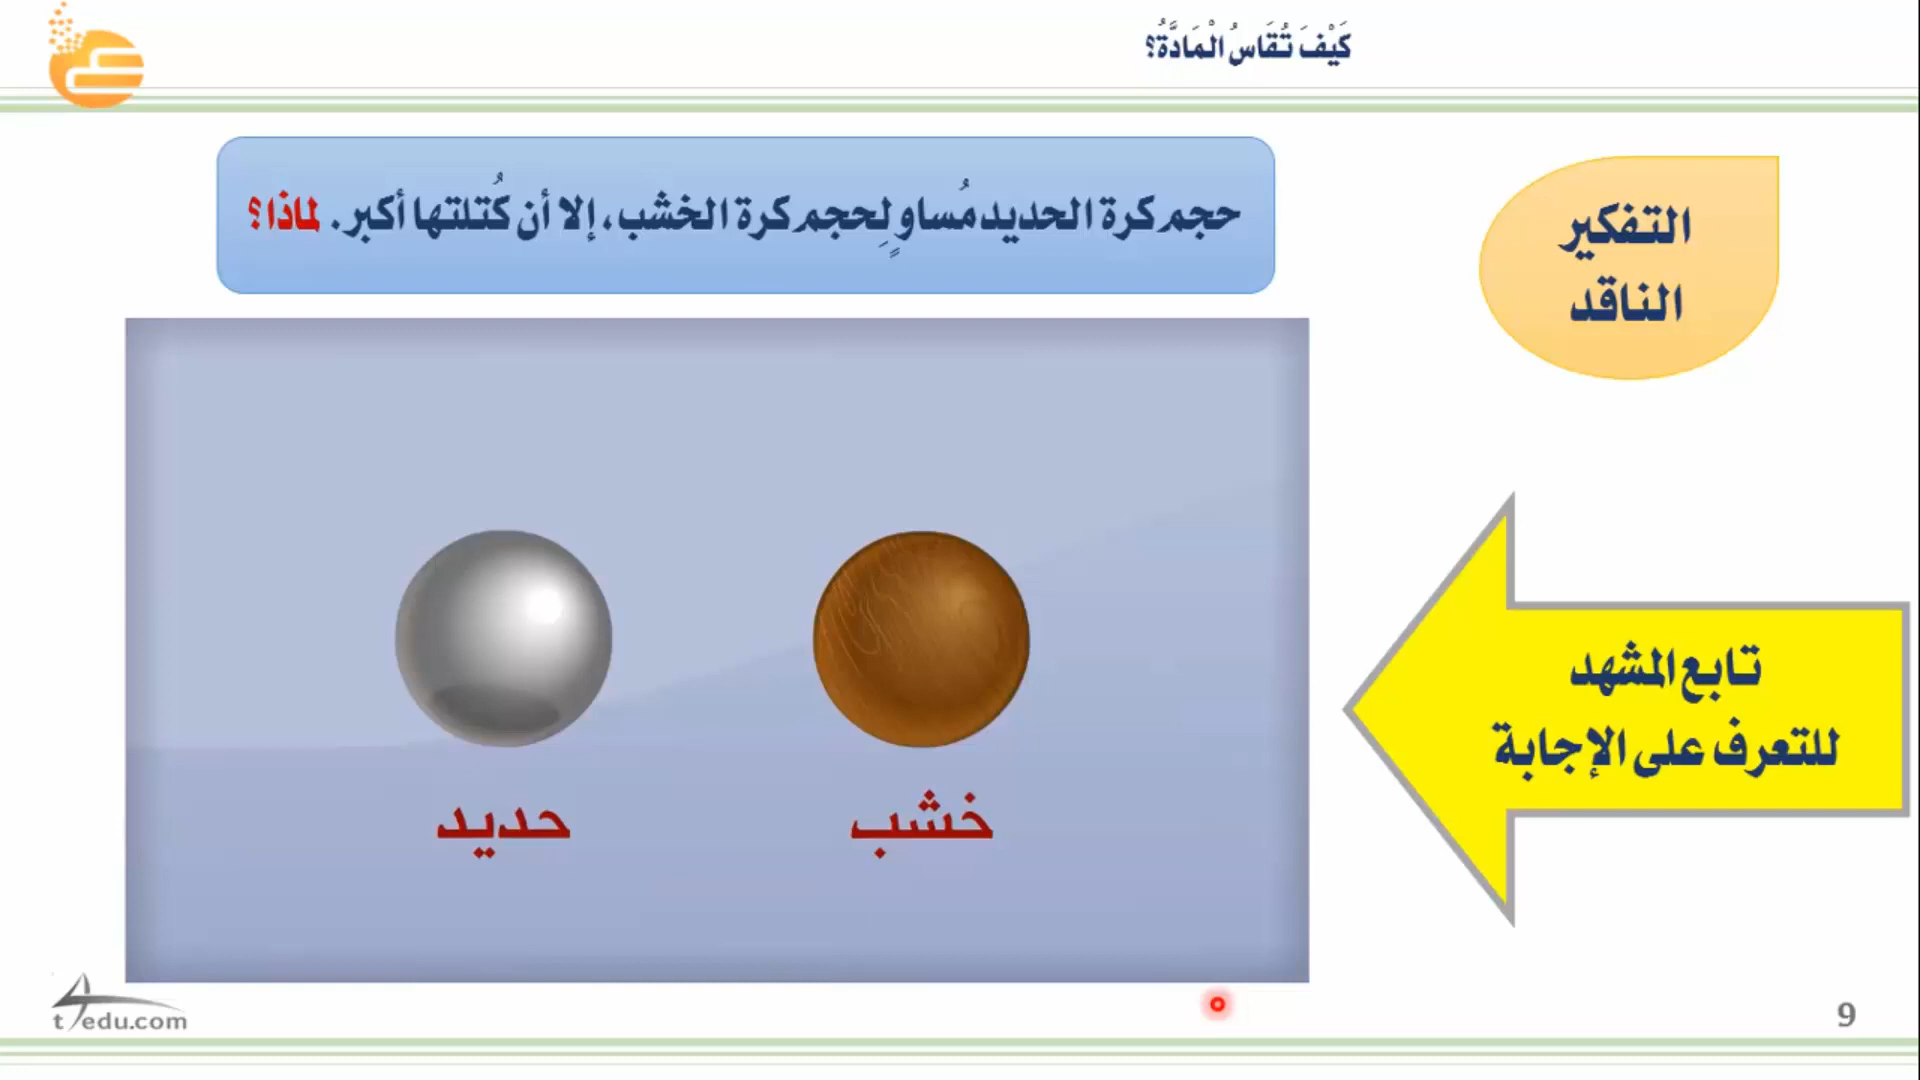 كَيْفَ تُقَاسُ الْمَادَّةُ؟
التفكير
الناقد
حجم كرة الحديد مُساوٍ لِحجم كرة الخشب، إلا أن كُتلتها أكبر. لماذا؟
تابع المشهد
للتعرف على الإجابة
خشب
حديد
t4edu.com
9